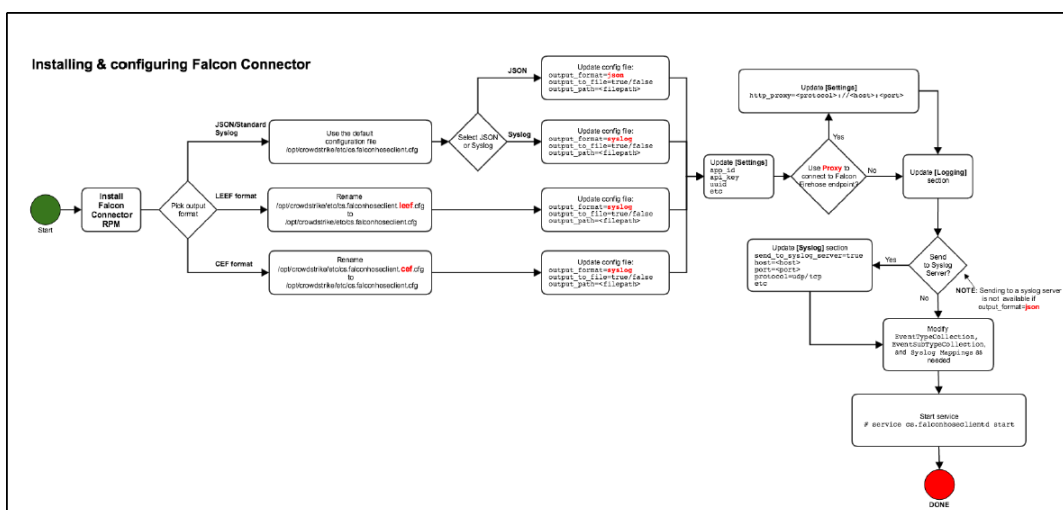 Installing & configuring Falcon Connector
Start
Install
Falcon
Connector
RPM
Pick output
format
JSON/Standard
Syslog
LEEF format
CEF format
Use the default
configuration file
/opt/crowdstrike/etc/cs.falconhoseclient.cfg
Rename
/opt/crowdstrike/etc/cs.falconhoseclient.leef.cfg
to
/opt/crowdstrike/etc/cs.falconhoseclient.cfg
Rename
/opt/crowdstrike/etc/cs.falconhoseclient.cef.cfg
to
/opt/crowdstrike/etc/cs.falconhoseclient.cfg
Select JSON
or Syslog
JSON
Syslog
Update config file:
output_format=json
output_to_file=true/false
output_path=<filepath>
Update config file:
output_format=syslog
output_to_file=true/false
output_path=<filepath>
Update config file:
output_format=syslog
output_to_file=true/false
output_path=<filepath>
Update config file:
output_format=syslog
output_to_file=true/false
output_path=<filepath>
Update [Settings]
app_id
api_key
uuid
etc
Use Proxy to
connect to Falcon
Firehose endpoint?
Yes
No
Update [Settings]
http_proxy=<protocol>://<host>:<port>
Update [Logging]
section
Send
to Syslog
Server?
Yes
No
NOTE: Sending to a syslog server
is not available if
output_format=json
Update [Syslog] section
send_to_syslog_server=true
host=<host>
port=<port>
protocol=udp/tcp
etc
Modify
EventTypeCollection,
EventSubTypeCollection,
and Syslog Mappings as
needed
Start service
# service cs.falconhoseclientd start
DONE